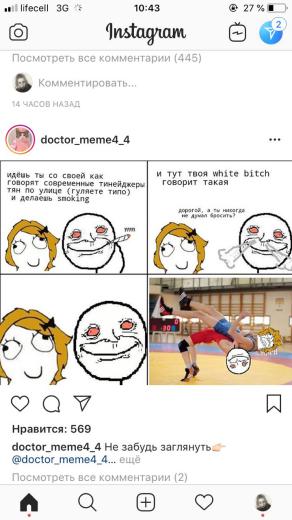 lifecell 3G 10:43 27 %
Instagram
2
Посмотреть все комментарии (445)
Комментировать...
14 ЧАСОВ НАЗАД
doctor_meme4_4
идёшь ты со своей как
говорят современные тинейджеры
тян по улице (гуляете типо)
и делаешь smoking
и тут твоя white bitch
говорит такая
дорогой, а ты никогда
не думал бросить?
Нравится: 569
doctor_meme4_4 Не забудь заглянуть👉🏻
@doctor_meme4_4... ещё
Посмотреть все комментарии (2)